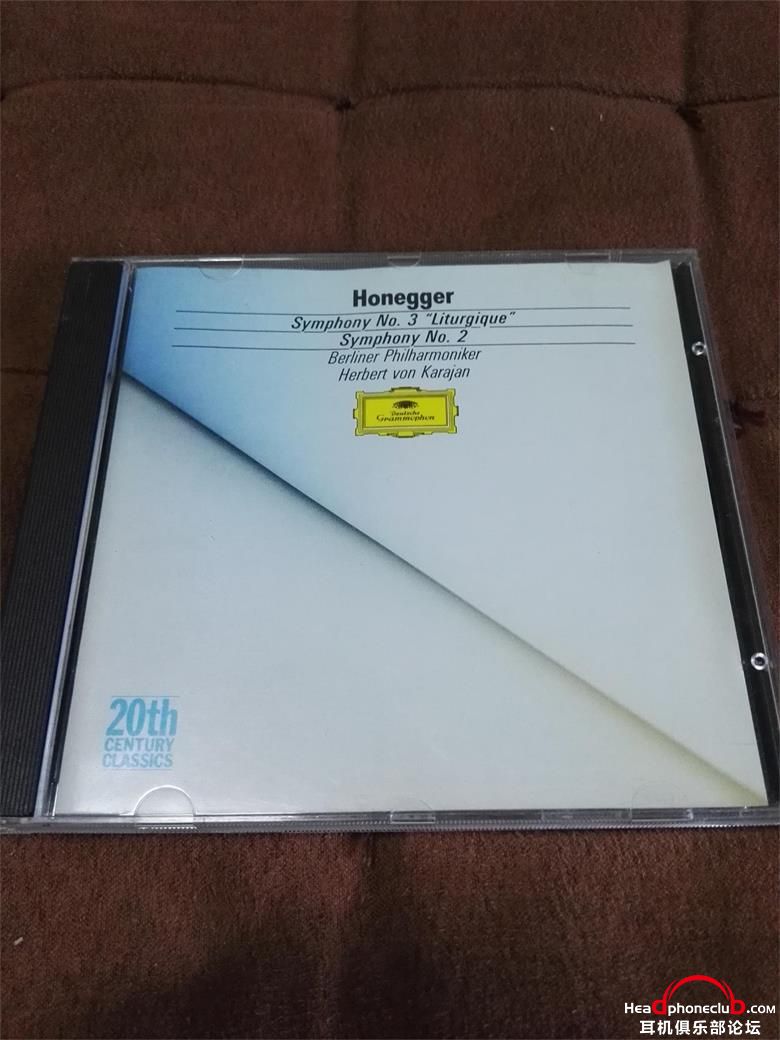 Honegger
Symphony No. 3 "Liturgique"
Symphony No. 2
Berliner Philharmoniker
Herbert von Karajan
Deutsche
Grammophon
20th
CENTURY
CLASSICS
Headphoneclub.com
耳机俱乐部论坛